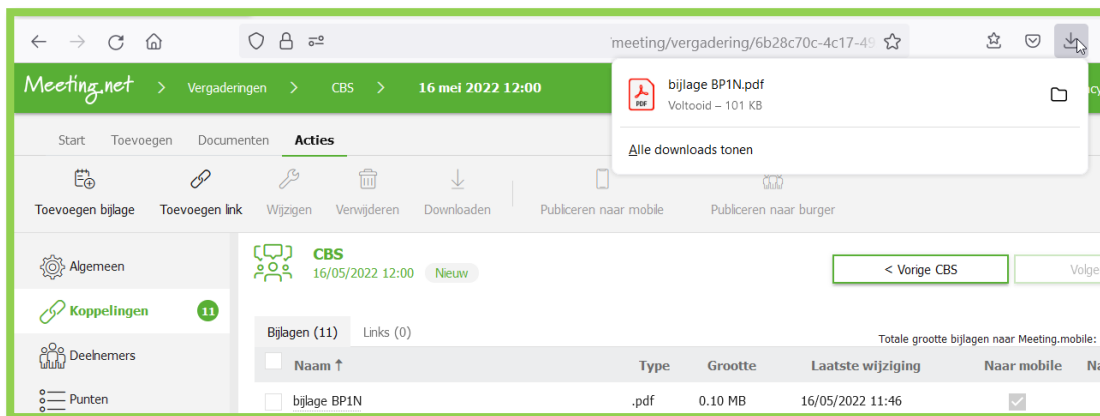 'meeting/vergadering/6b28c70c-4c17-49
bijlage BP1N.pdf
Voltooid – 101 KB
Alle downloads tonen
Meeting.net > Vergaderingen > CBS > 16 mei 2022 12:00
Start Toevoegen Documenten Acties
Toevoegen bijlage Toevoegen link Wijzigen Verwijderen Downloaden Publiceren naar mobile Publiceren naar burger
Algemeen
Koppelingen 11
Deelnemers
Punten
CBS
16/05/2022 12:00 Nieuw
< Vorige CBS Volge
Bijlagen (11) Links (0)
Totale grootte bijlagen naar Meeting.mobile:
Naam ↑ Type Grootte Laatste wijziging Naar mobile Na
bijlage BP1N .pdf 0.10 MB 16/05/2022 11:46